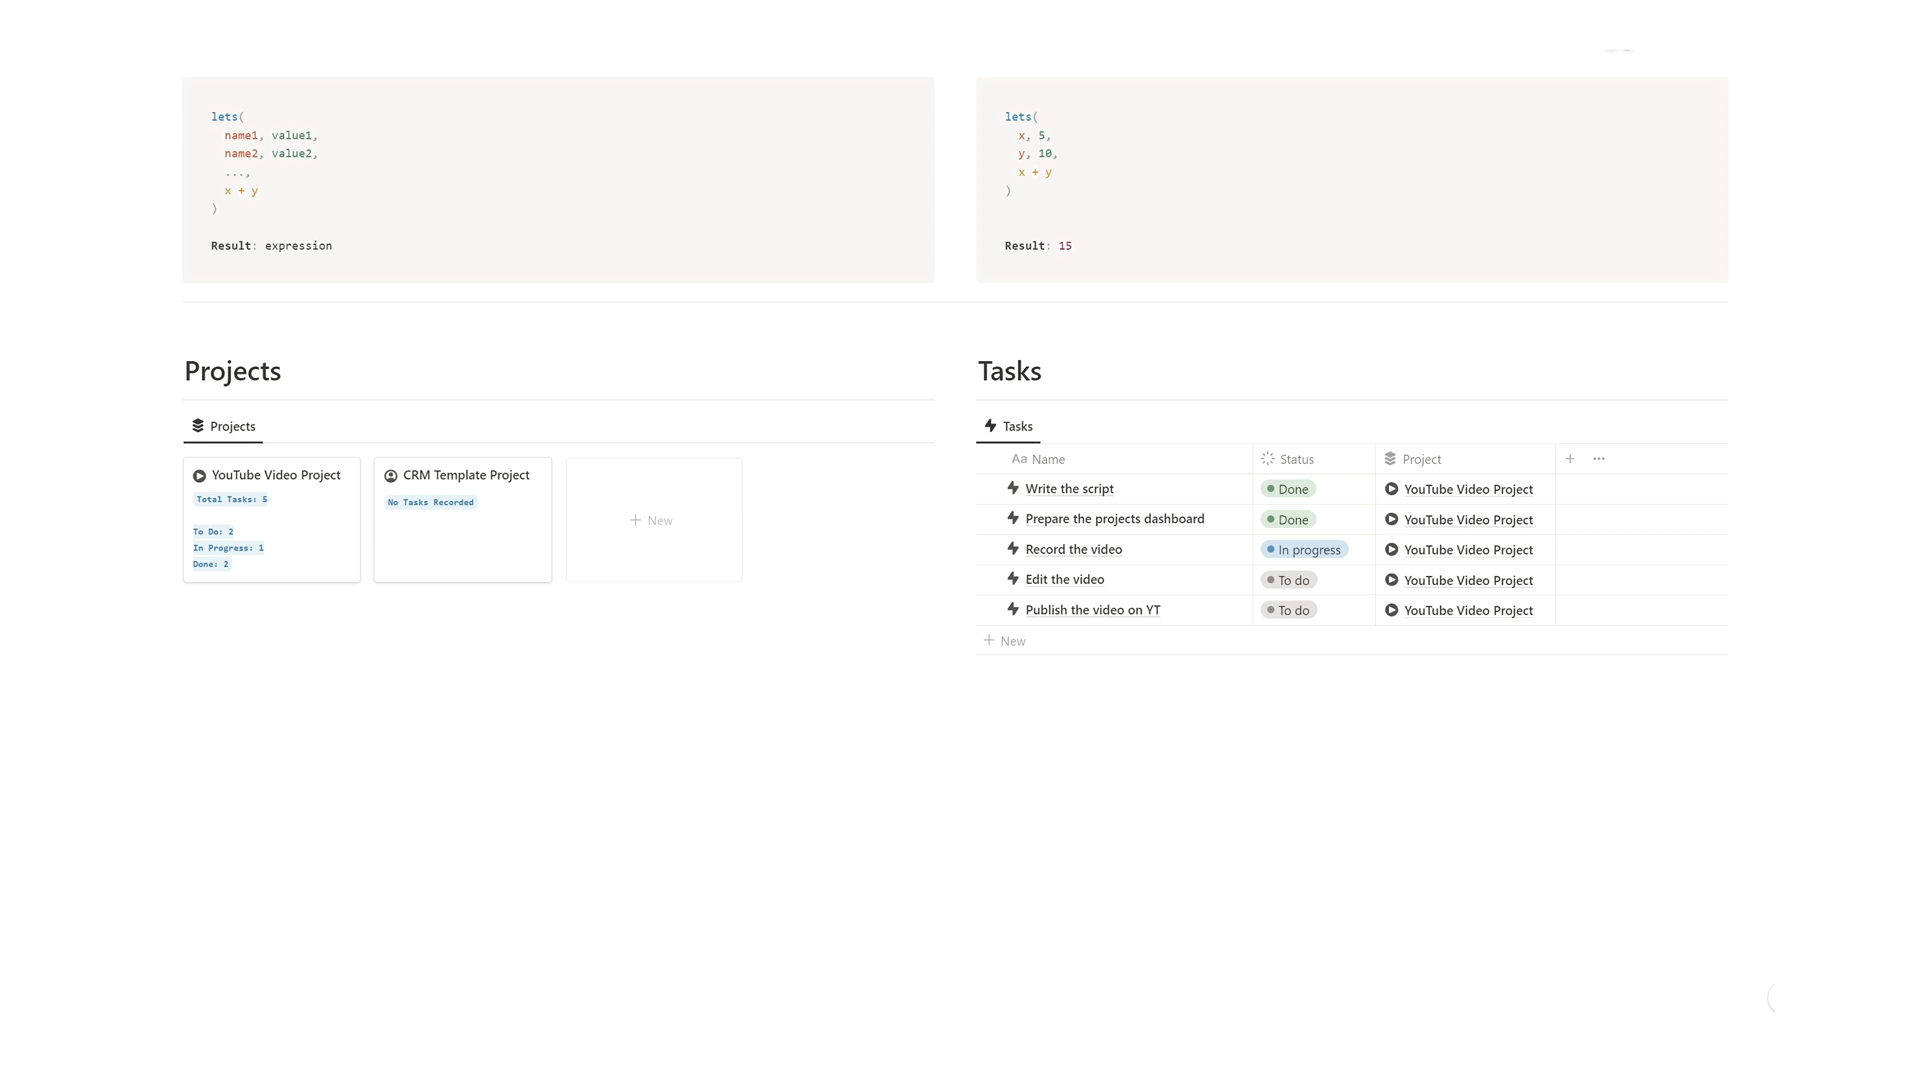 lets(
name1, value1,
name2, value2,
...,
x + y
)
Result: expression
lets(
x, 5,
y, 10,
x + y
)
Result: 15
Projects
Projects
YouTube Video Project
Total Tasks: 5
To Do: 2
In Progress: 1
Done: 2
CRM Template Project
No Tasks Recorded
+ New
Tasks
Tasks
Aa Name Status Project + ...
Write the script Done YouTube Video Project
Prepare the projects dashboard Done YouTube Video Project
Record the video In progress YouTube Video Project
Edit the video To do YouTube Video Project
Publish the video on YT To do YouTube Video Project
+ New